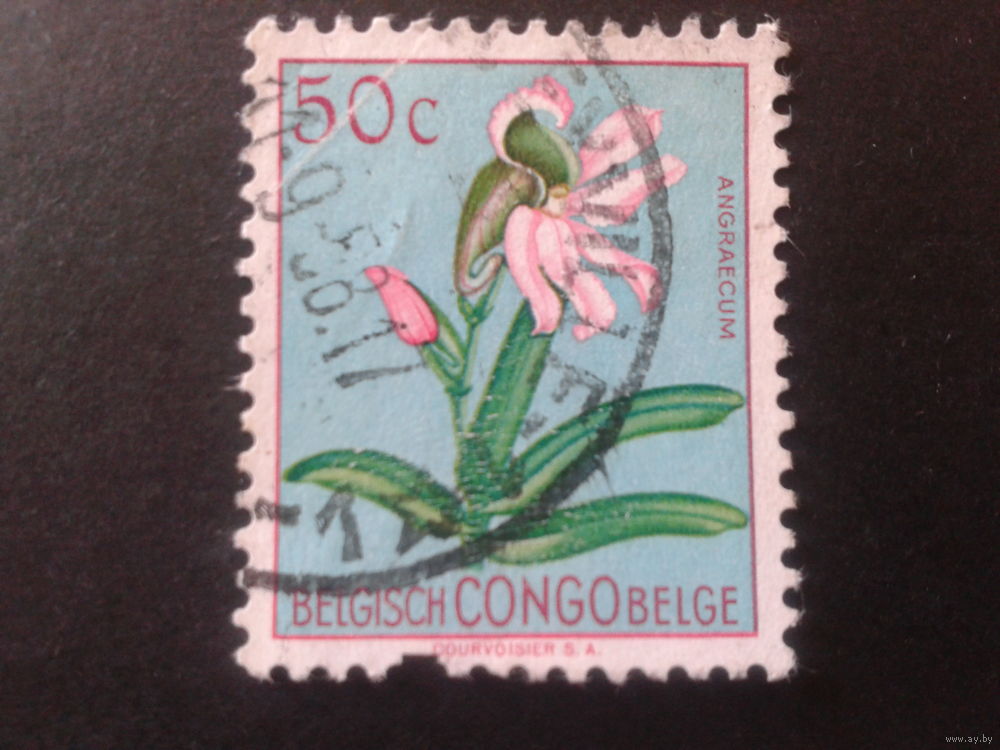 50c
ANGRAECUM
BELGISCH CONGO BELGE
COURVOISIER S. A.
www.ay.by